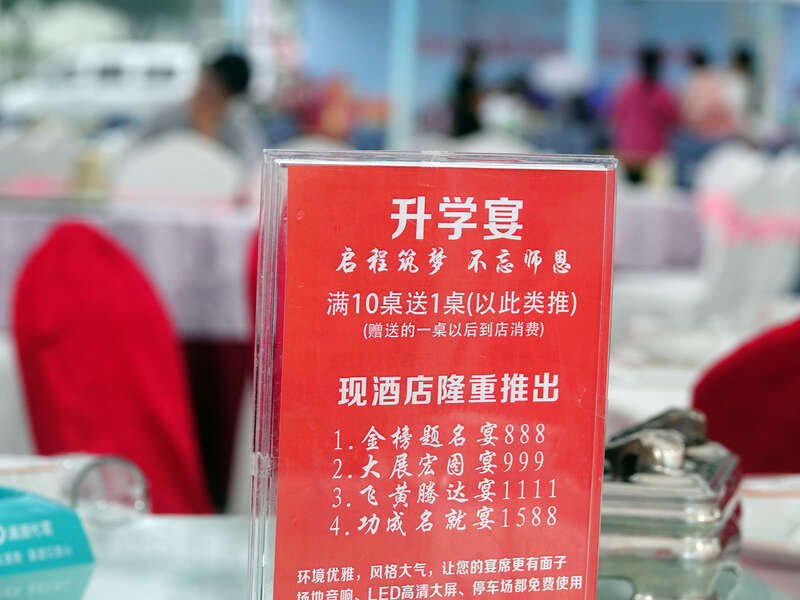 升学宴
启程筑梦 不忘师恩
满10桌送1桌(以此类推)
(赠送的一桌以后到店消费)
现酒店隆重推出
1.金榜题名宴888
2.大展宏图宴999
3.飞黄腾达宴1111
4.功成名就宴1588
环境优雅，风格大气，让您的宴席更有面子
场地音响、LED高清大屏、停车场都免费使用